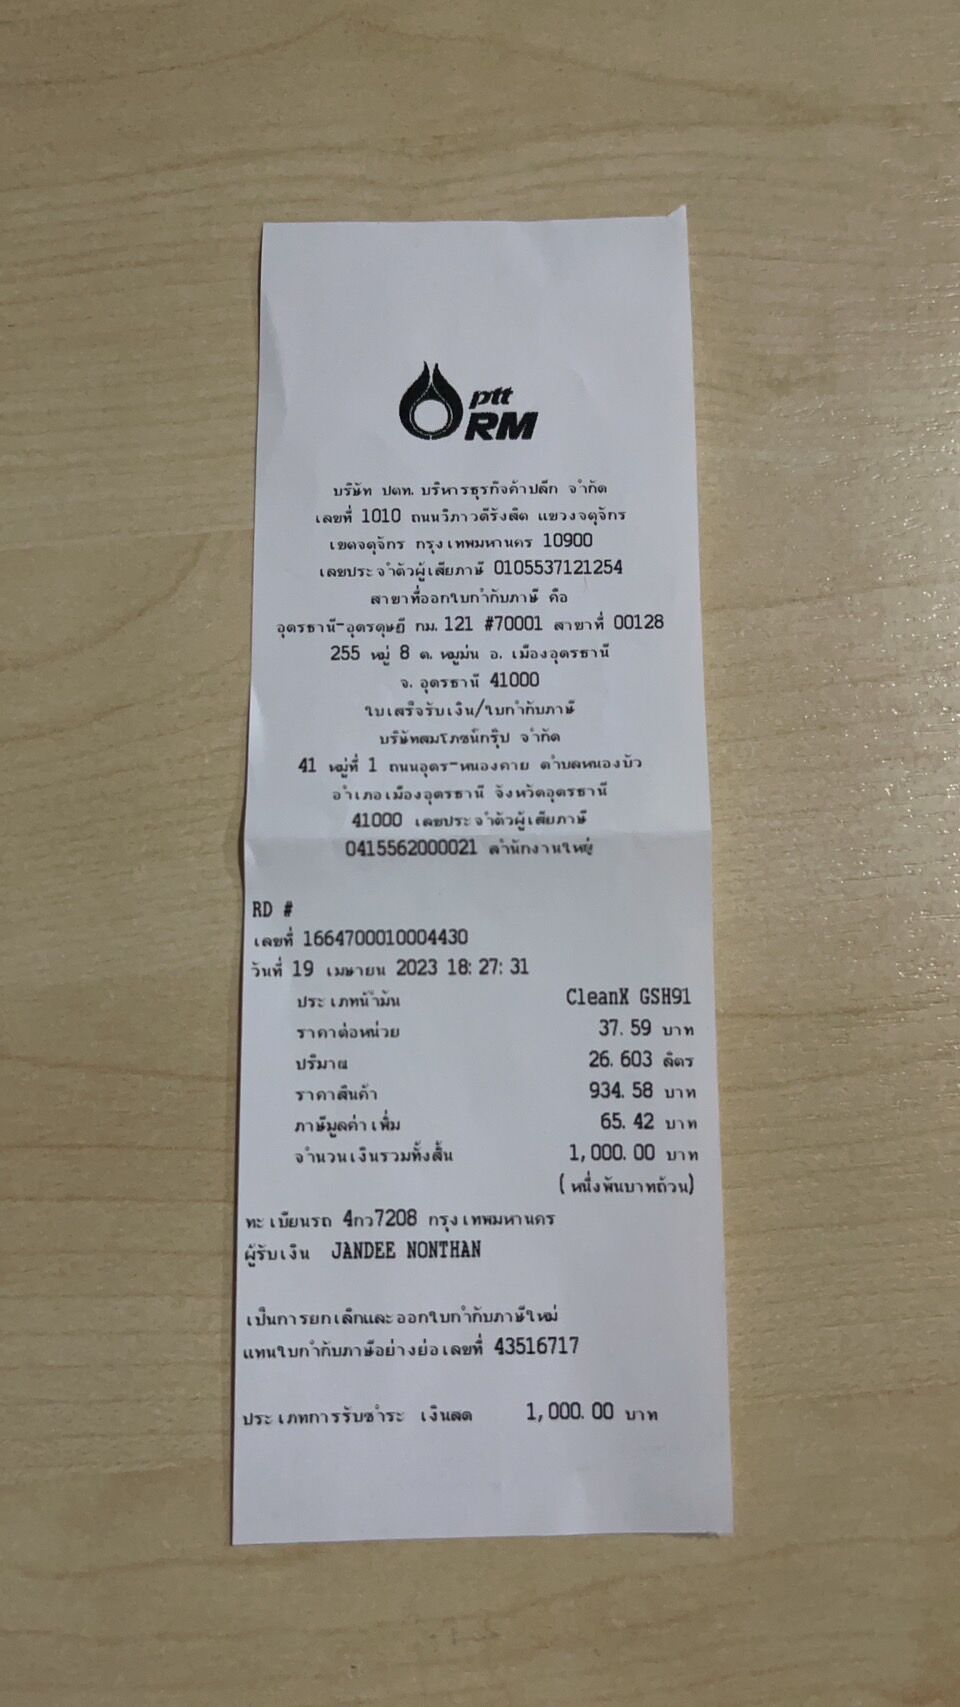 ptt
RM
บริษัท ปตท. บริหารธุรกิจค้าปลีก จำกัด
เลขที่ 1010 ถนนวิภาวดีรังสิต แขวงจตุจักร
เขตจตุจักร กรุงเทพมหานคร 10900
เลขประจำตัวผู้เสียภาษี 0105537121254
สาขาที่ออกใบกำกับภาษี คือ
อุดรธานี-อุตรดุษฎี กม. 121 #70001 สาขาที่ 00128
255 หมู่ 8 ต. หมูม่น อ. เมืองอุดรธานี
จ. อุดรธานี 41000
ใบเสร็จรับเงิน/ใบกำกับภาษี
บริษัทสมโภชน์กรุ๊ป จำกัด
41 หมู่ที่ 1 ถนนอุดร-หนองคาย ตำบลหนองบัว
อำเภอเมืองอุดรธานี จังหวัดอุดรธานี
41000 เลขประจำตัวผู้เสียภาษี
0415562000021 สำนักงานใหญ่
RD #
เลขที่ 1664700010004430
วันที่ 19 เมษายน 2023 18:27:31
ประเภทน้ำมัน CleanX GSH91
ราคาต่อหน่วย 37.59 บาท
ปริมาณ 26.603 ลิตร
ราคาสินค้า 934.58 บาท
ภาษีมูลค่าเพิ่ม 65.42 บาท
จำนวนเงินรวมทั้งสิ้น 1,000.00 บาท
(หนึ่งพันบาทถ้วน)
ทะเบียนรถ 4กว7208 กรุงเทพมหานคร
ผู้รับเงิน JANDEE NONTHAN
เป็นการยกเลิกและออกใบกำกับภาษีใหม่
แทนใบกำกับภาษีอย่างย่อเลขที่ 43516717
ประเภทการรับชำระ เงินสด 1,000.00 บาท